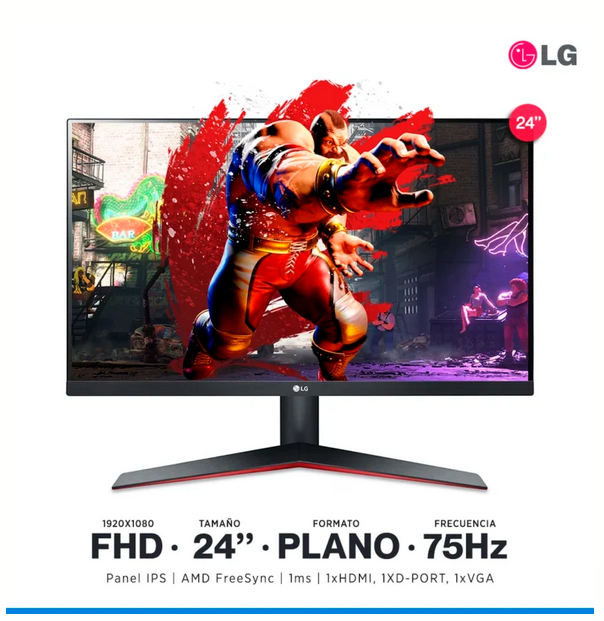 LG
24”
BAR
LG
1920X1080 TAMAÑO FORMATO FRECUENCIA
FHD · 24” · PLANO · 75Hz
Panel IPS | AMD FreeSync | 1ms | 1xHDMI, 1XD-PORT, 1xVGA